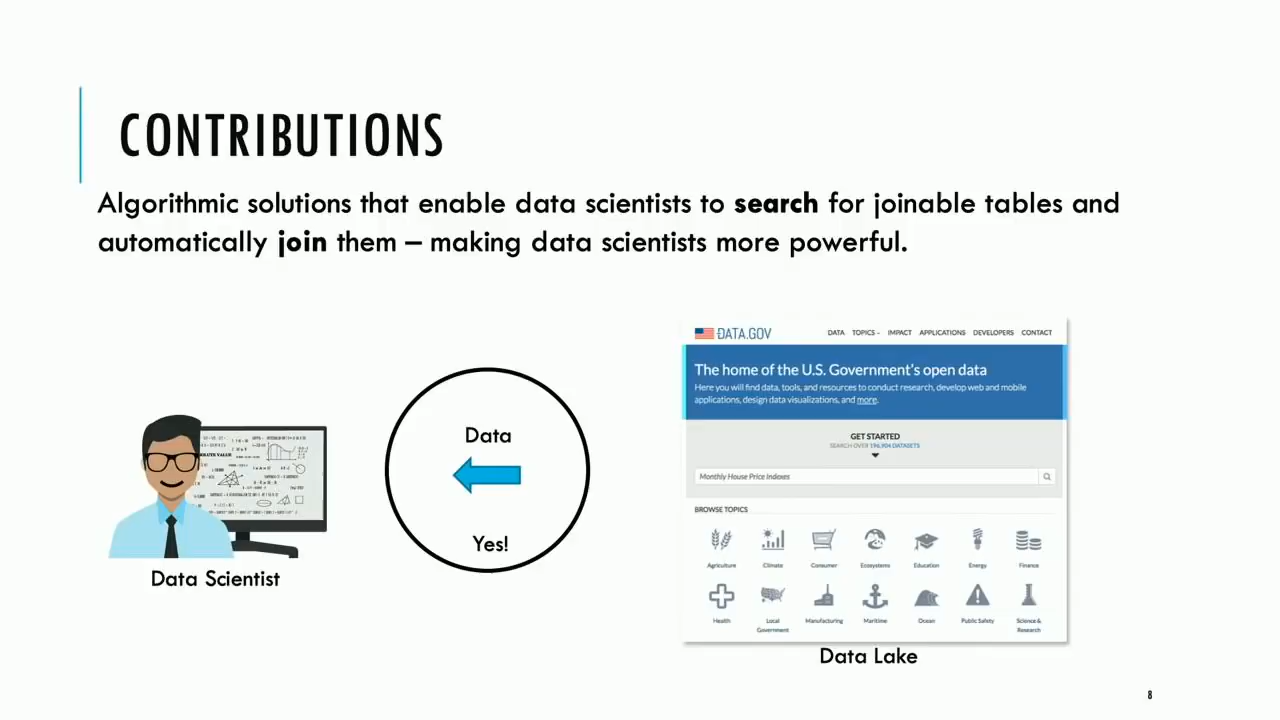 CONTRIBUTIONS
Algorithmic solutions that enable data scientists to search for joinable tables and
automatically join them – making data scientists more powerful.
Data
Yes!
Data Scientist
DATA.GOV
DATA TOPICS IMPACT APPLICATIONS DEVELOPERS CONTACT
The home of the U.S. Government's open data
Here you will find data, tools, and resources to conduct research, develop web and mobile
applications, design data visualizations, and more.
GET STARTED
SEARCH OVER 196,904 DATASETS
Monthly House Price Indexes
BROWSE TOPICS
Agriculture Climate Consumer Ecosystems Education Energy Finance
Health Local Government Manufacturing Maritime Ocean Public Safety Science & Research
Data Lake
8